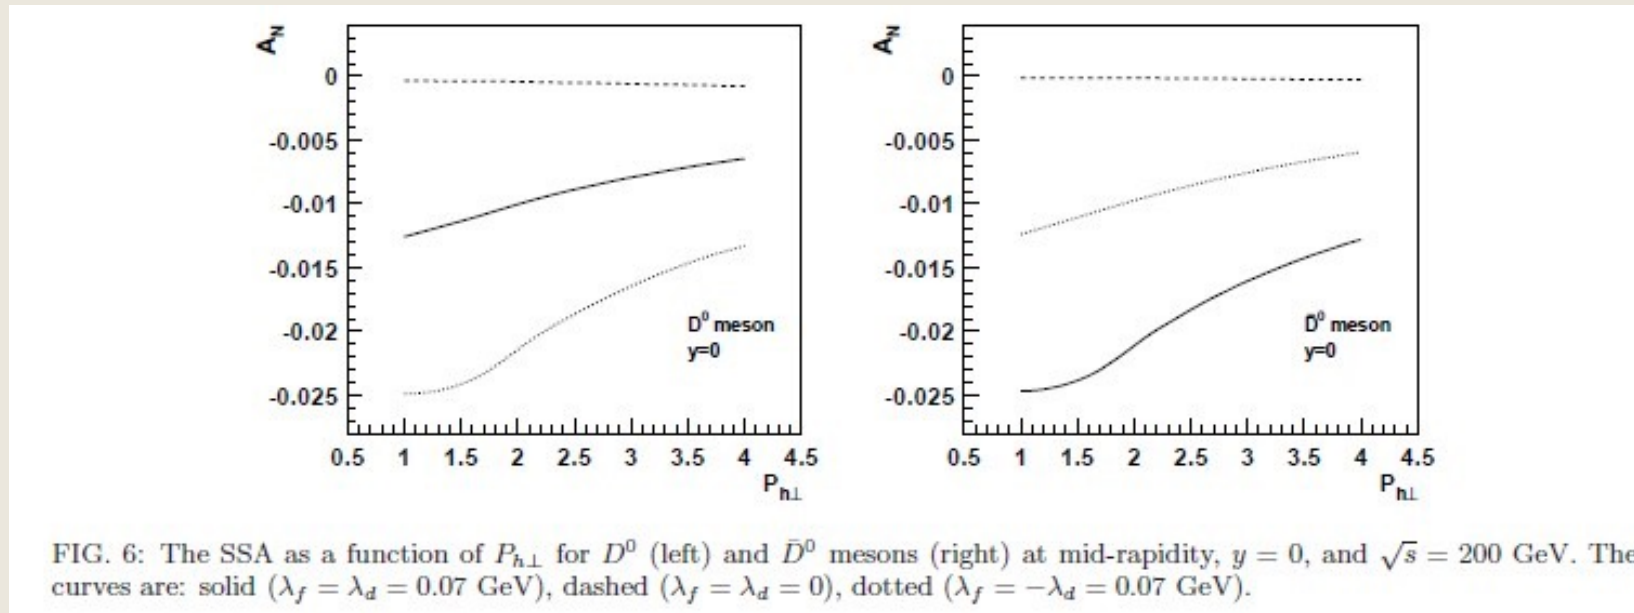 A_N
0
-0.005
-0.01
-0.015
-0.02
-0.025
D⁰ meson
y=0
0.5 1 1.5 2 2.5 3 3.5 4 4.5
P_h⊥
A_N
0
-0.005
-0.01
-0.015
-0.02
-0.025
D̄⁰ meson
y=0
0.5 1 1.5 2 2.5 3 3.5 4 4.5
P_h⊥
FIG. 6: The SSA as a function of P_h⊥ for D⁰ (left) and D̄⁰ mesons (right) at mid-rapidity, y = 0, and √s = 200 GeV. The
curves are: solid (λ_f = λ_d = 0.07 GeV), dashed (λ_f = λ_d = 0), dotted (λ_f = −λ_d = 0.07 GeV).